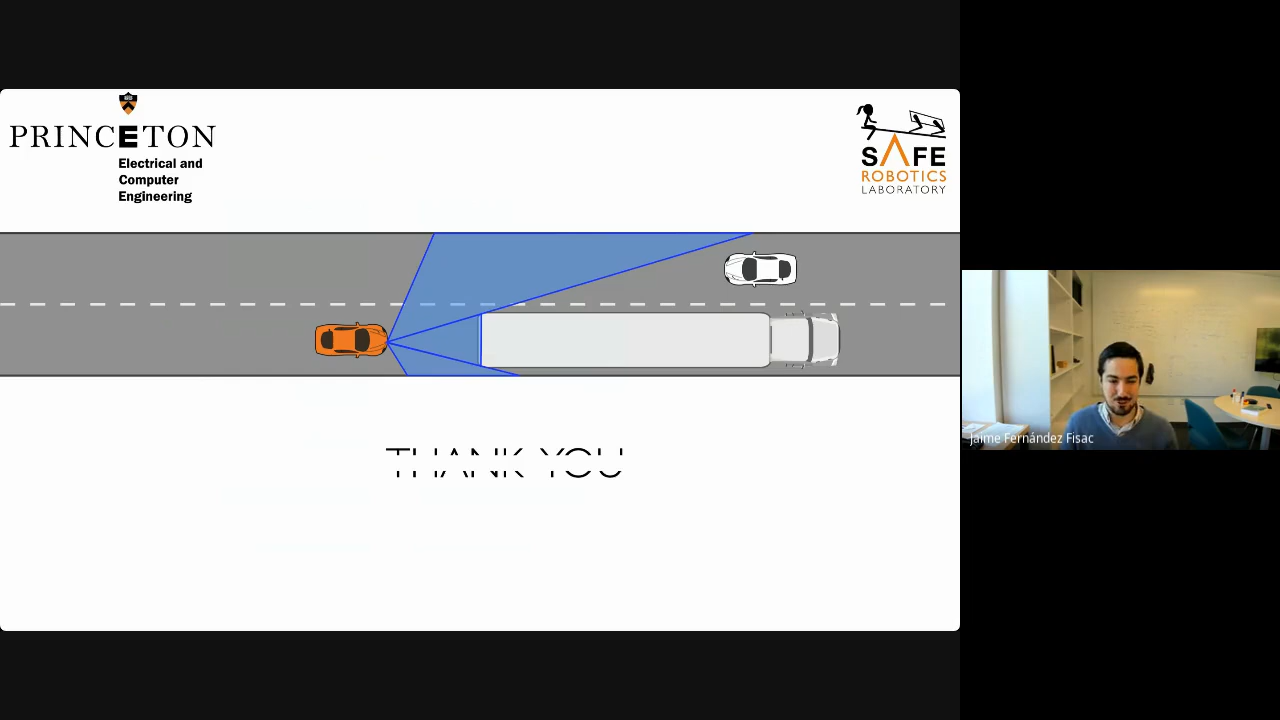 PRINCETON
Electrical and
Computer
Engineering
SAFE
ROBOTICS
LABORATORY
THANK YOU
Jaime Fernández Fisac